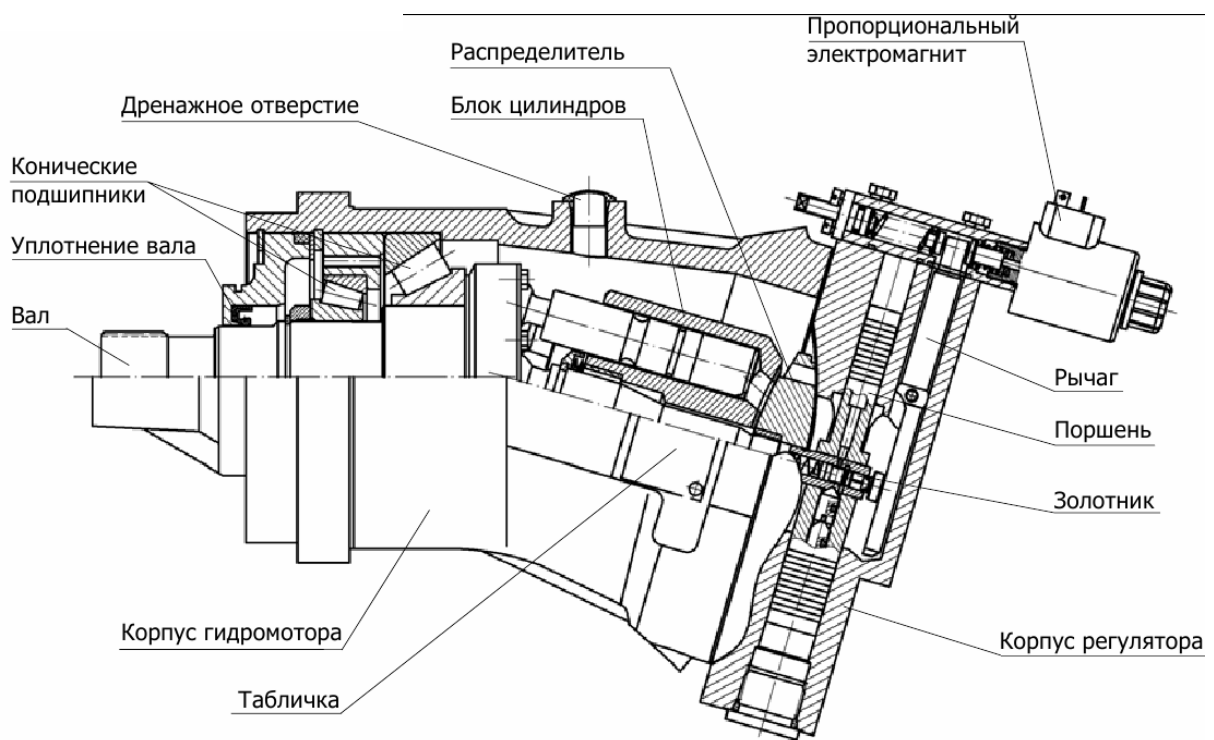 Пропорциональный
электромагнит
Распределитель
Дренажное отверстие
Блок цилиндров
Конические
подшипники
Уплотнение вала
Вал
Рычаг
Поршень
Золотник
Корпус гидромотора
Корпус регулятора
Табличка